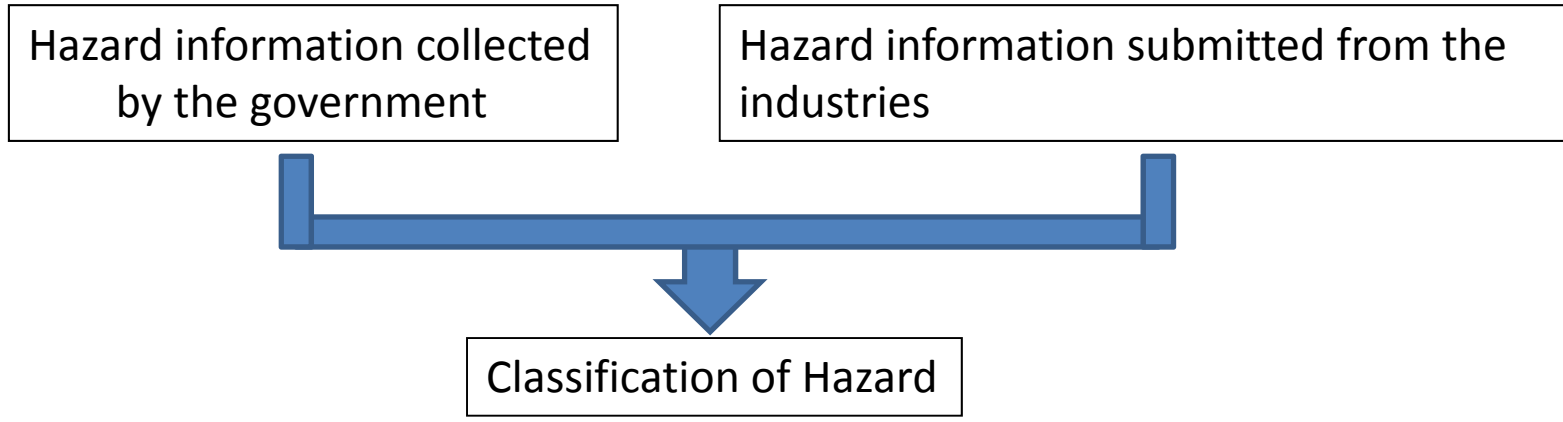 Hazard information collected
by the government
Hazard information submitted from the
industries
Classification of Hazard